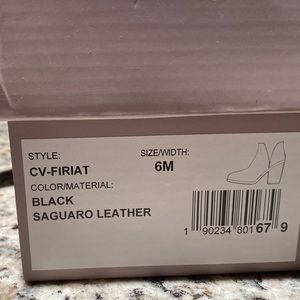 STYLE: SIZE/WIDTH:
CV-FIRIAT 6M
COLOR/MATERIAL:
BLACK
SAGUARO LEATHER
1 90234 80167 9